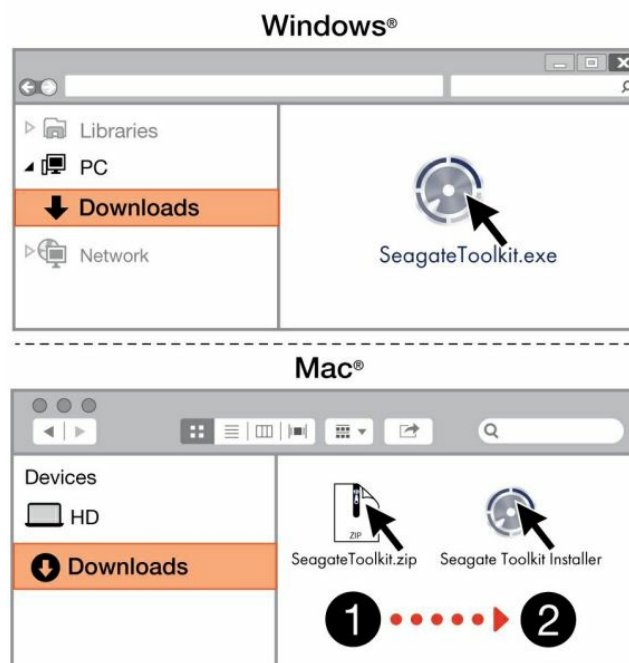 Windows®
Libraries
PC
Downloads
Network
SeagateToolkit.exe
Mac®
Devices
HD
Downloads
ZIP
SeagateToolkit.zip
Seagate Toolkit Installer
1
2